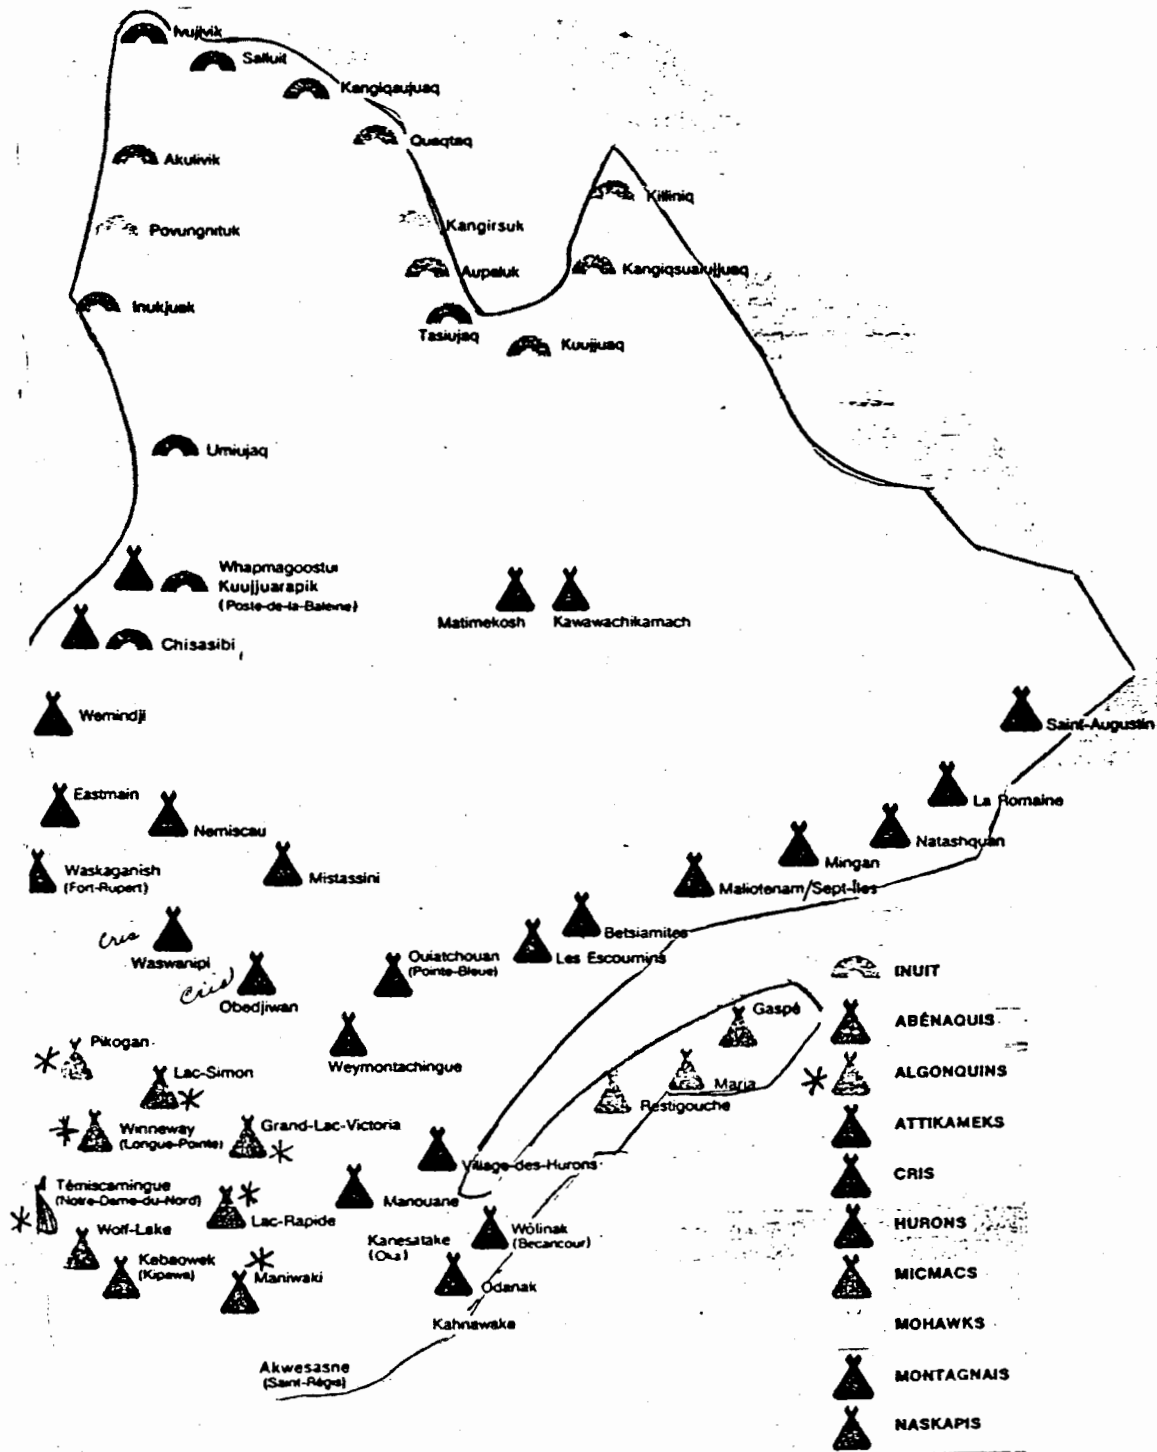 Ivujivik
Salluit
Kangiqsujuaq
Quaqtaq
Akulivik
Killiniq
Povungnituk
Kangirsuk
Aupaluk
Kangiqsualujjuaq
Inukjuak
Tasiujaq
Kuujjuaq
Umiujaq
Whapmagoostui
Kuujjuarapik
(Poste-de-la-Baleine)
Matimekosh
Kawawachikamach
Chisasibi
Wemindji
Saint-Augustin
Eastmain
La Romaine
Nemiscau
Natashquan
Waskaganish
(Fort-Rupert)
Mistassini
Mingan
Maliotenam/Sept-Îles
Cris
Waswanipi
Betsiamites
Les Escoumins
Ouiatchouan
(Pointe-Bleue)
Cris
Obedjiwan
INUIT
Gaspé
ABÉNAQUIS
Pikogan
Weymontachingue
Lac-Simon
ALGONQUINS
Maria
Restigouche
Winneway
(Longue-Pointe)
Grand-Lac-Victoria
ATTIKAMEKS
Village-des-Hurons
CRIS
Témiscamingue
(Notre-Dame-du-Nord)
Manouane
Lac-Rapide
HURONS
Wolf-Lake
Kanesatake
(Oka)
Wôlinak
(Becancour)
Kebaowek
(Kipawa)
Maniwaki
MICMACS
Odanak
Kahnawake
MOHAWKS
Akwesasne
(Saint-Régis)
MONTAGNAIS
NASKAPIS